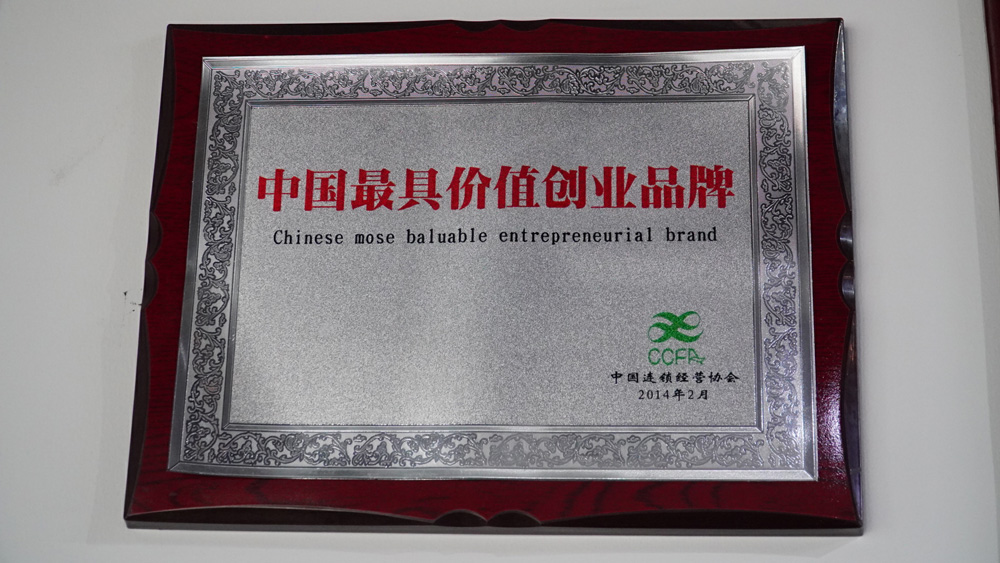 中国最具价值创业品牌
Chinese mose baluable entrepreneurial brand
CCFA
中国连锁经营协会
2014年2月